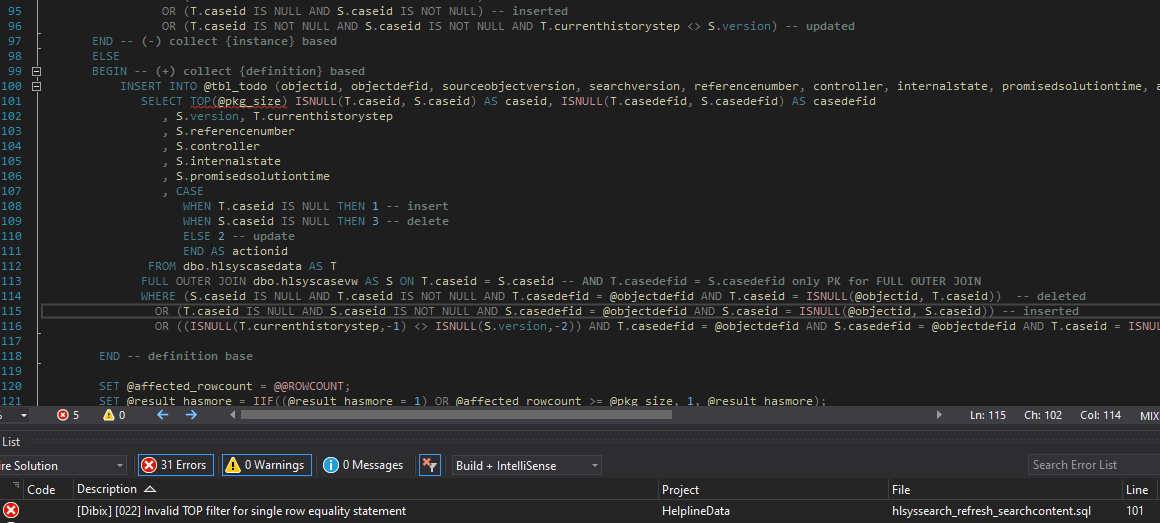 95 OR (T.caseid IS NULL AND S.caseid IS NOT NULL) -- inserted
96 OR (T.caseid IS NOT NULL AND S.caseid IS NOT NULL AND T.currenthistorystep <> S.version) -- updated
97 END -- (-) collect {instance} based
98 ELSE
99 BEGIN -- (+) collect {definition} based
100 INSERT INTO @tbl_todo (objectid, objectdefid, sourceobjectversion, searchversion, referencenumber, controller, internalstate, promisedsolutiontime, a
101 SELECT TOP(@pkg_size) ISNULL(T.caseid, S.caseid) AS caseid, ISNULL(T.casedefid, S.casedefid) AS casedefid
102 , S.version, T.currenthistorystep
103 , S.referencenumber
104 , S.controller
105 , S.internalstate
106 , S.promisedsolutiontime
107 , CASE
108 WHEN T.caseid IS NULL THEN 1 -- insert
109 WHEN S.caseid IS NULL THEN 3 -- delete
110 ELSE 2 -- update
111 END AS actionid
112 FROM dbo.hlsyscasedata AS T
113 FULL OUTER JOIN dbo.hlsyscasevw AS S ON T.caseid = S.caseid -- AND T.casedefid = S.casedefid only PK for FULL OUTER JOIN
114 WHERE (S.caseid IS NULL AND T.caseid IS NOT NULL AND T.casedefid = @objectdefid AND T.caseid = ISNULL(@objectid, T.caseid)) -- deleted
115 OR (T.caseid IS NULL AND S.caseid IS NOT NULL AND S.casedefid = @objectdefid AND S.caseid = ISNULL(@objectid, S.caseid)) -- inserted
116 OR ((ISNULL(T.currenthistorystep,-1) <> ISNULL(S.version,-2)) AND T.casedefid = @objectdefid AND S.casedefid = @objectdefid AND T.caseid = ISNUL
117
118 END -- definition base
119
120 SET @affected_rowcount = @@ROWCOUNT;
121 SET @result_hasmore = IIF((@result_hasmore = 1) OR @affected_rowcount >= @pkg_size, 1, @result_hasmore);
% 5 0 Ln: 115 Ch: 102 Col: 114 MIX
List
re Solution 31 Errors 0 Warnings 0 Messages Build + IntelliSense Search Error List
Code Description Project File Line
[Dibix] [022] Invalid TOP filter for single row equality statement HelplineData hlsyssearch_refresh_searchcontent.sql 101